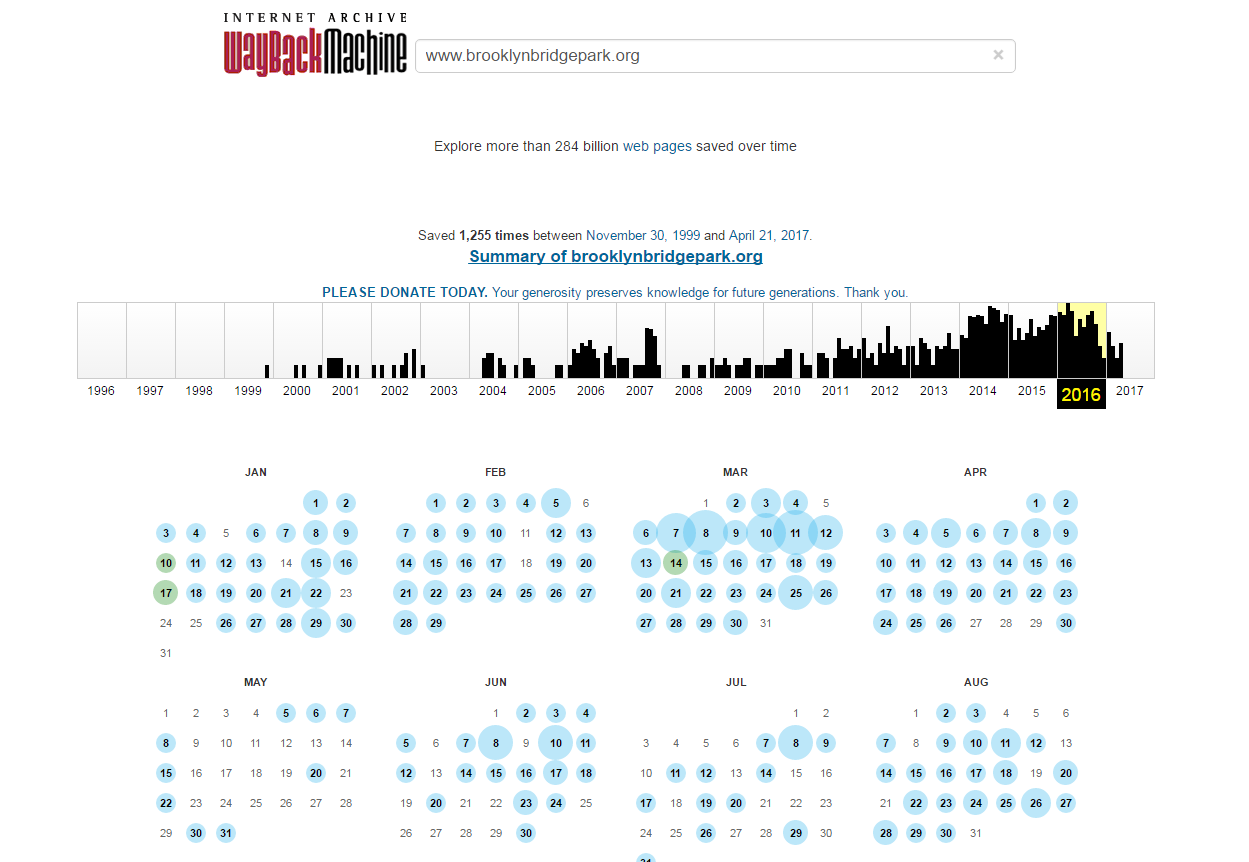 INTERNET ARCHIVE
WayBackMachine
www.brooklynbridgepark.org ×
Explore more than 284 billion web pages saved over time
Saved 1,255 times between November 30, 1999 and April 21, 2017.
Summary of brooklynbridgepark.org
PLEASE DONATE TODAY. Your generosity preserves knowledge for future generations. Thank you.
1996 1997 1998 1999 2000 2001 2002 2003 2004 2005 2006 2007 2008 2009 2010 2011 2012 2013 2014 2015 2016 2017
JAN FEB MAR APR
1 2 1 2 3 4 5 6 1 2 3 4 5 1 2
3 4 5 6 7 8 9 7 8 9 10 11 12 13 6 7 8 9 10 11 12 3 4 5 6 7 8 9
10 11 12 13 14 15 16 14 15 16 17 18 19 20 13 14 15 16 17 18 19 10 11 12 13 14 15 16
17 18 19 20 21 22 23 21 22 23 24 25 26 27 20 21 22 23 24 25 26 17 18 19 20 21 22 23
24 25 26 27 28 29 30 28 29 27 28 29 30 31 24 25 26 27 28 29 30
31
MAY JUN JUL AUG
1 2 3 4 5 6 7 1 2 3 4 1 2 1 2 3 4 5 6
8 9 10 11 12 13 14 5 6 7 8 9 10 11 3 4 5 6 7 8 9 7 8 9 10 11 12 13
15 16 17 18 19 20 21 12 13 14 15 16 17 18 10 11 12 13 14 15 16 14 15 16 17 18 19 20
22 23 24 25 26 27 28 19 20 21 22 23 24 25 17 18 19 20 21 22 23 21 22 23 24 25 26 27
29 30 31 26 27 28 29 30 24 25 26 27 28 29 30 28 29 30 31
31